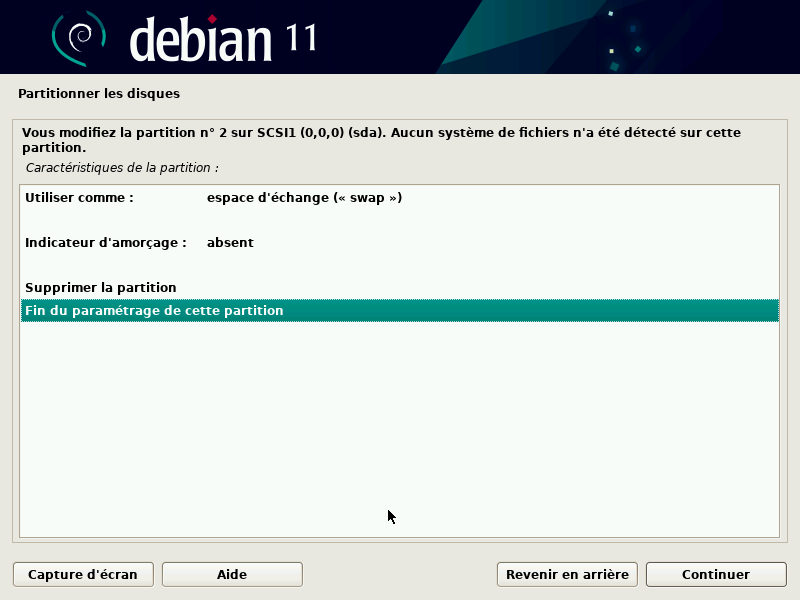 debian 11
Partitionner les disques
Vous modifiez la partition n° 2 sur SCSI1 (0,0,0) (sda). Aucun système de fichiers n'a été détecté sur cette
partition.
Caractéristiques de la partition :
Utiliser comme : espace d'échange (« swap »)
Indicateur d'amorçage : absent
Supprimer la partition
Fin du paramétrage de cette partition
Capture d'écran Aide Revenir en arrière Continuer